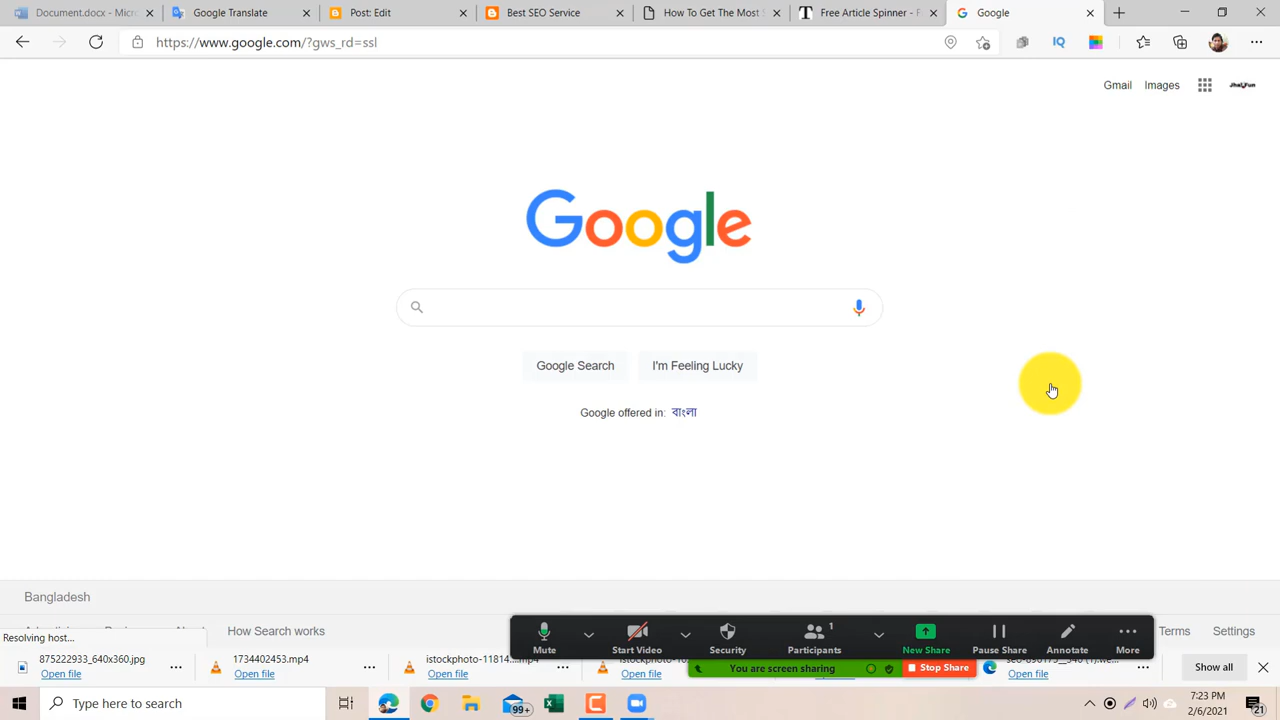 Document.docx - Micro
Google Translate
Post: Edit
Best SEO Service
How To Get The Most S
Free Article Spinner - F
Google
https://www.google.com/?gws_rd=ssl
IQ
Gmail
Images
Google
Google Search
I'm Feeling Lucky
Google offered in: বাংলা
Bangladesh
How Search works
Terms
Settings
Resolving host...
Mute
Start Video
Security
Participants
1
New Share
Pause Share
Annotate
More
You are screen sharing
Stop Share
875222933_640x360.jpg
Open file
1734402453.mp4
Open file
istockphoto-11814....mp4
Open file
Open file
Open file
Show all
Type here to search
99+
7:23 PM
2/6/2021
21